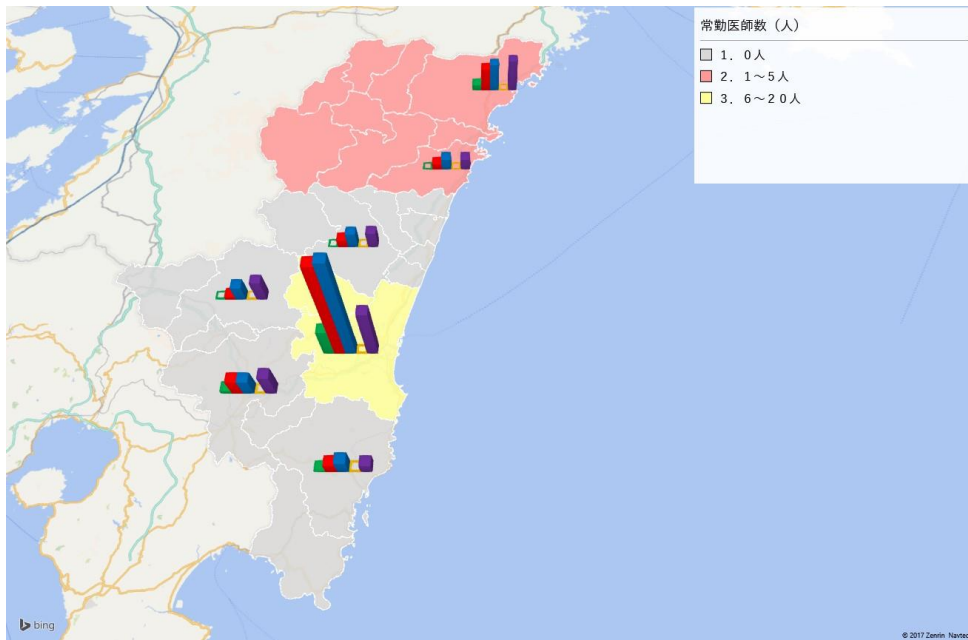 常勤医師数（人）
１．０人
２．１～５人
３．６～２０人
bing
© 2017 Zenrin Navteq